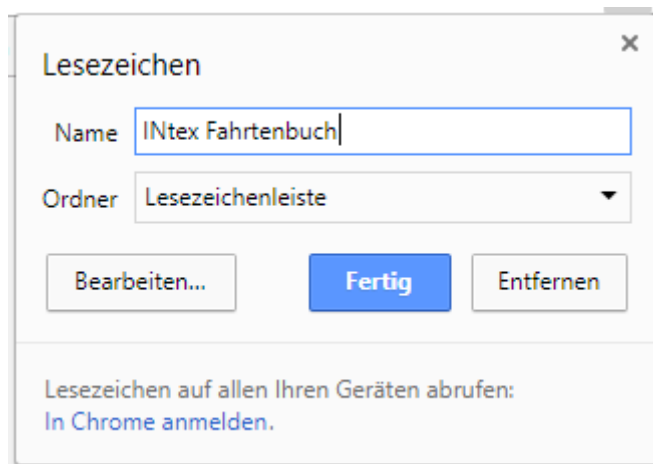 Lesezeichen
Name INtex Fahrtenbuch
Ordner Lesezeichenleiste
Bearbeiten... Fertig Entfernen
Lesezeichen auf allen Ihren Geräten abrufen:
In Chrome anmelden.